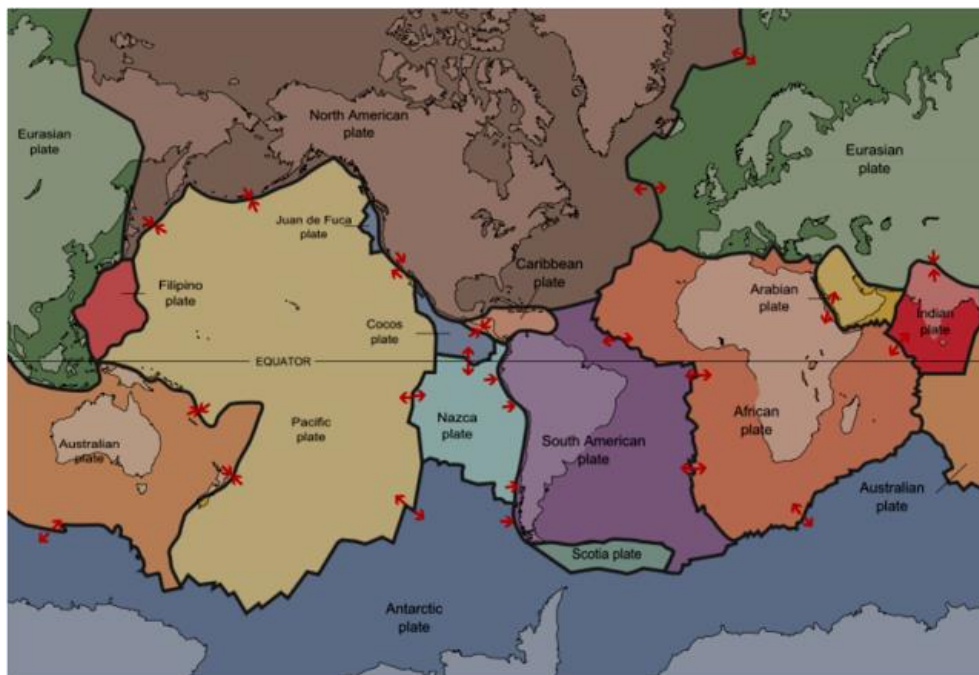 North American
plate
Eurasian
plate
Eurasian
plate
Juan de Fuca
plate
Caribbean
plate
Filipino
plate
Arabian
plate
Indian
plate
Cocos
plate
EQUATOR
Pacific
plate
Nazca
plate
South American
plate
African
plate
Australian
plate
Australian
plate
Scotia plate
Antarctic
plate